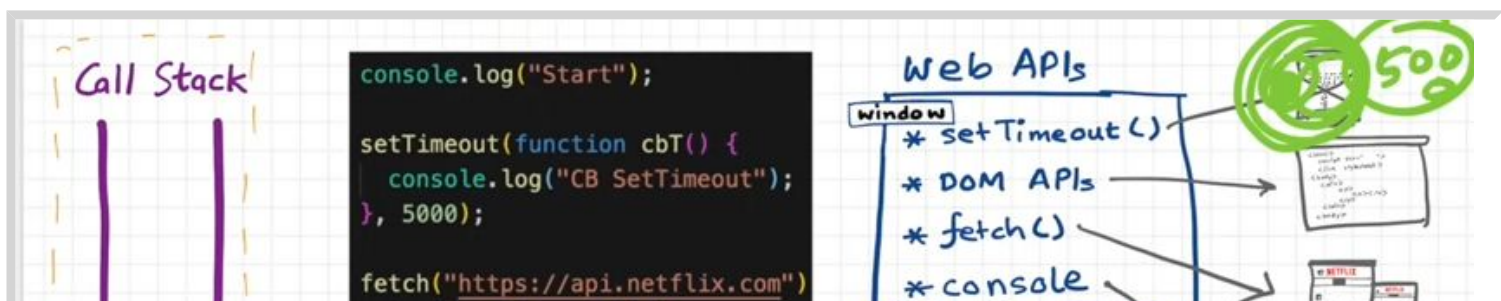 Call Stack
console.log("Start");
setTimeout(function cbT() {
console.log("CB SetTimeout");
}, 5000);
fetch("https://api.netflix.com")
Web APIs
window
* setTimeout()
* DOM APIs
* fetch()
* console
500
NETFLIX